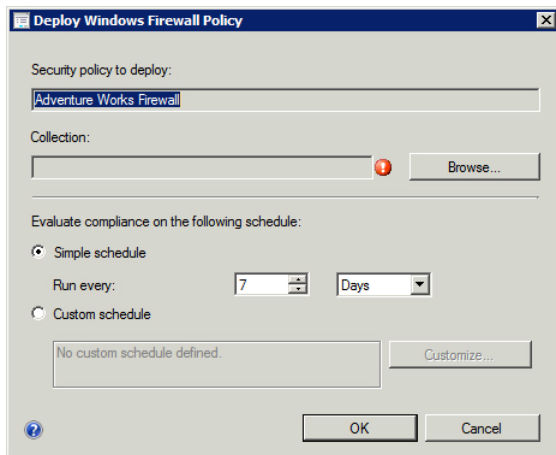 Deploy Windows Firewall Policy
Security policy to deploy:
Adventure Works Firewall
Collection:
Browse...
Evaluate compliance on the following schedule:
Simple schedule
Run every: 7 Days
Custom schedule
No custom schedule defined.
Customize...
OK Cancel